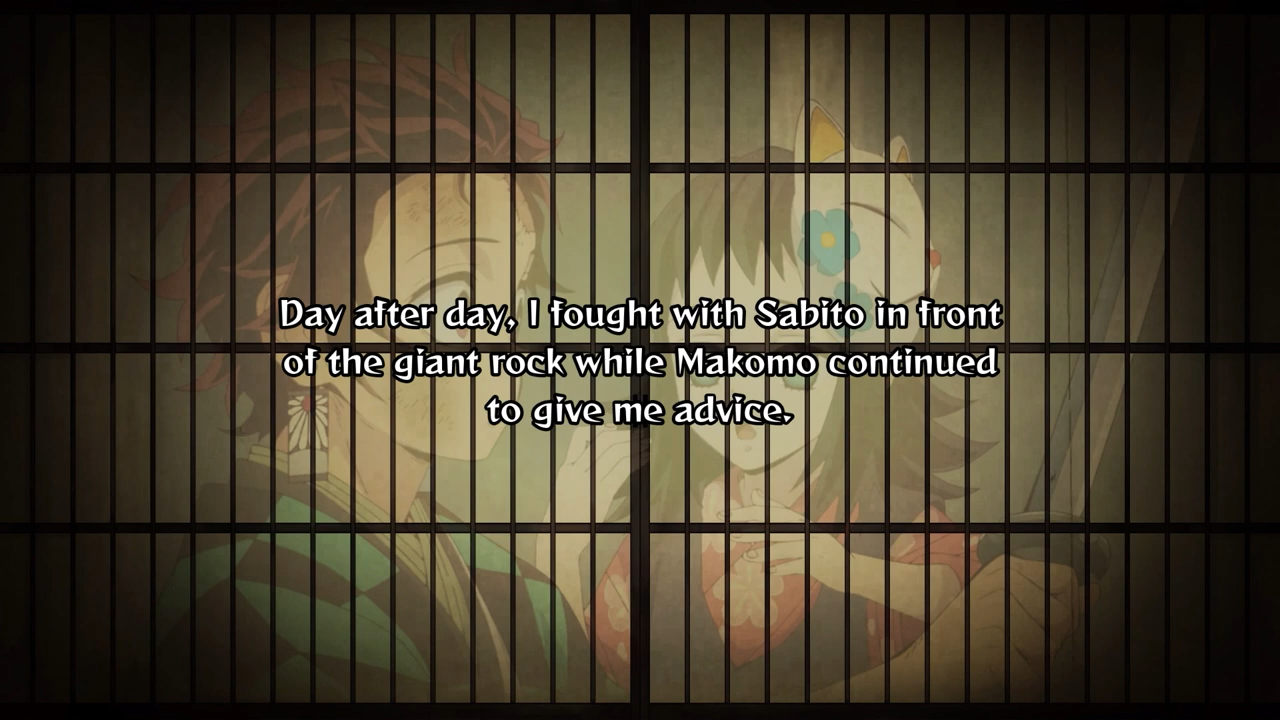 Day after day, I fought with Sabito in front
of the giant rock while Makomo continued
to give me advice.